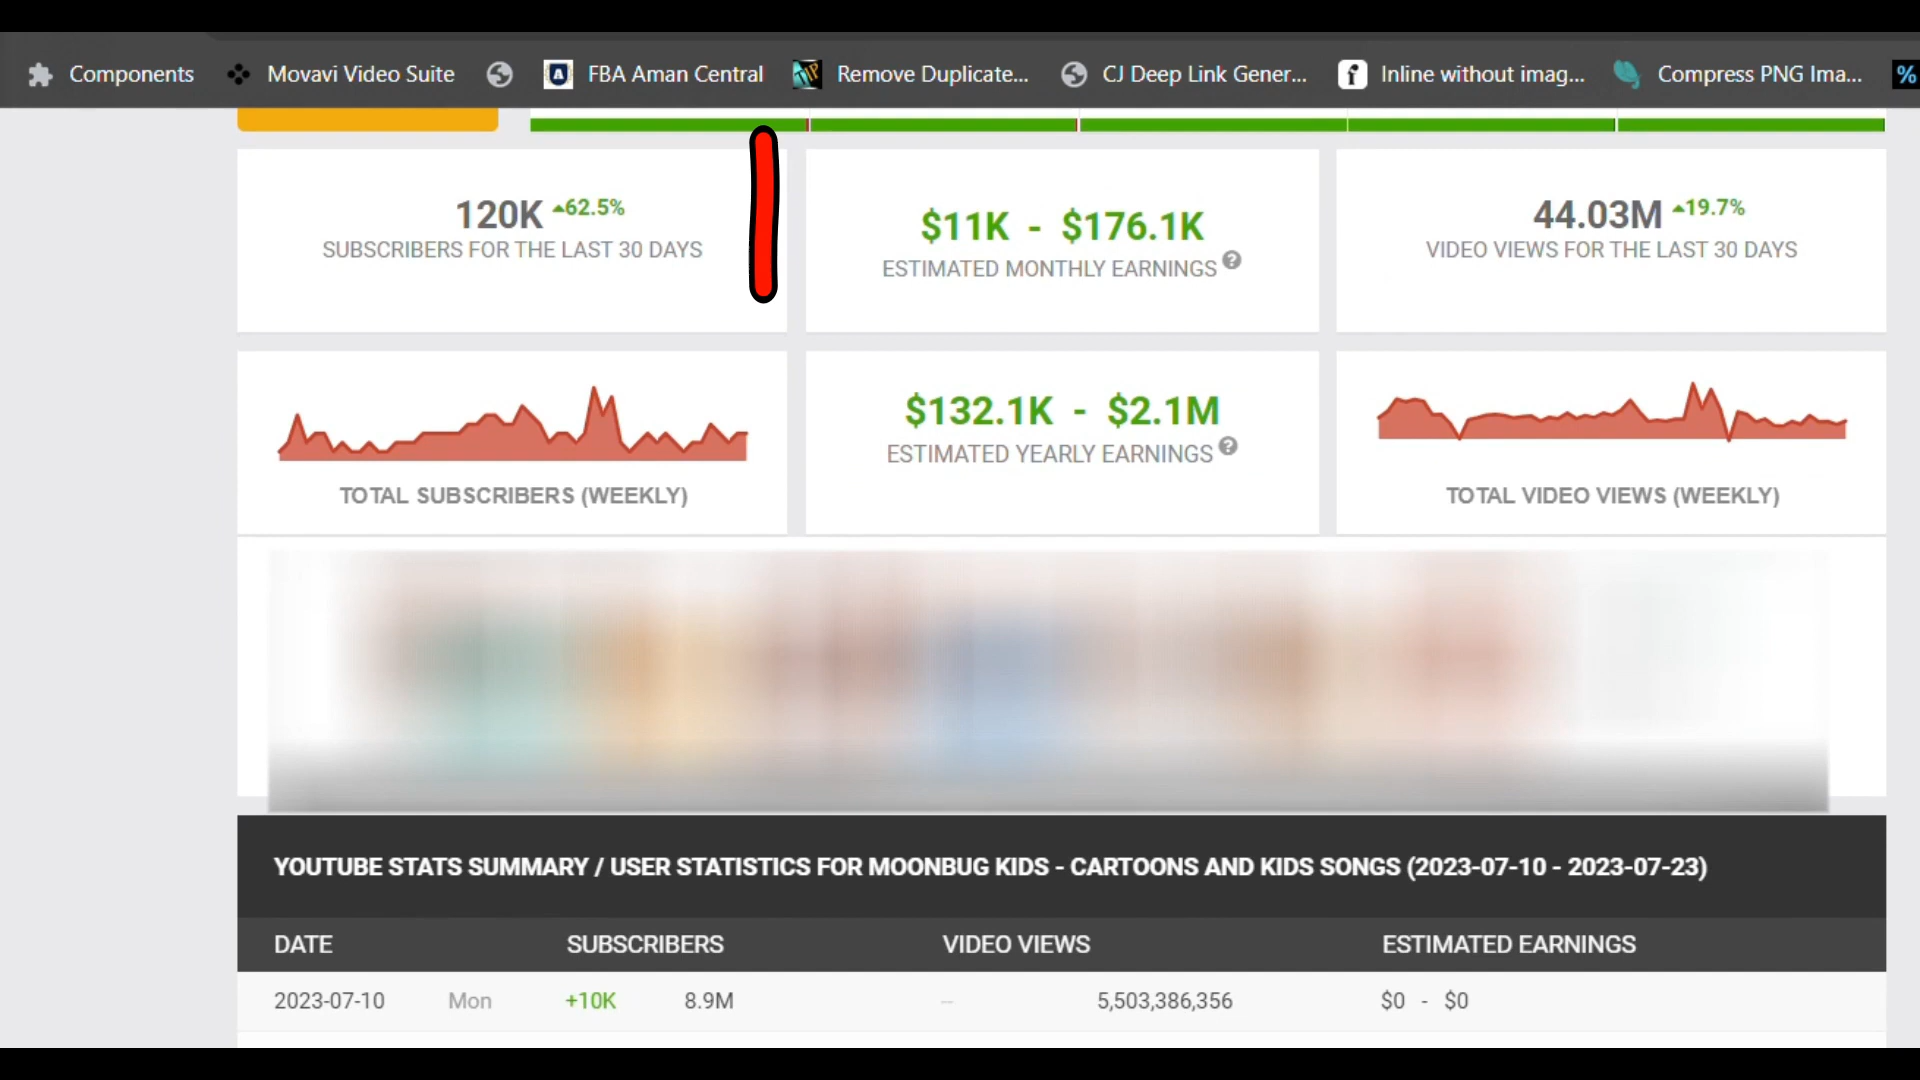 Components Movavi Video Suite FBA Aman Central Remove Duplicate... CJ Deep Link Gener... Inline without imag... Compress PNG Ima... %
120K 62.5%
SUBSCRIBERS FOR THE LAST 30 DAYS
$11K - $176.1K
ESTIMATED MONTHLY EARNINGS ?
44.03M 19.7%
VIDEO VIEWS FOR THE LAST 30 DAYS
TOTAL SUBSCRIBERS (WEEKLY)
$132.1K - $2.1M
ESTIMATED YEARLY EARNINGS ?
TOTAL VIDEO VIEWS (WEEKLY)
YOUTUBE STATS SUMMARY / USER STATISTICS FOR MOONBUG KIDS - CARTOONS AND KIDS SONGS (2023-07-10 - 2023-07-23)
DATE SUBSCRIBERS VIDEO VIEWS ESTIMATED EARNINGS
2023-07-10 Mon +10K 8.9M -- 5,503,386,356 $0 - $0